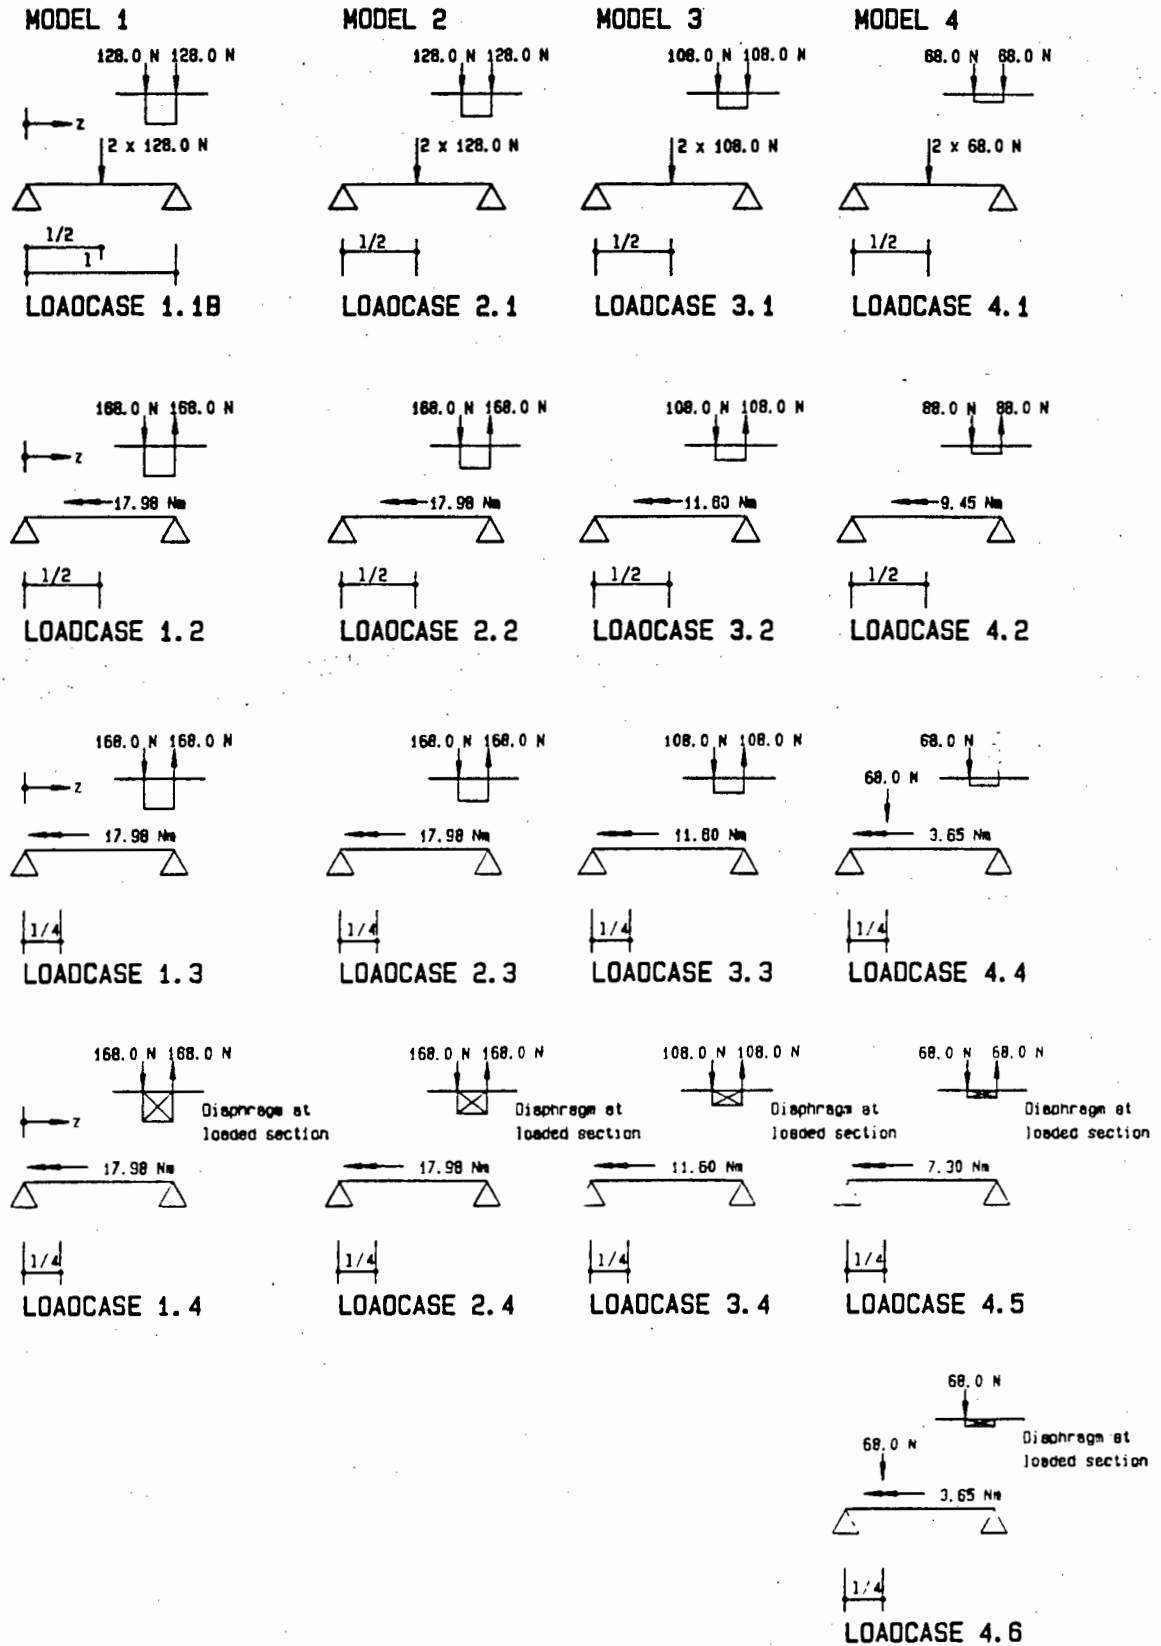 MODEL 1 MODEL 2 MODEL 3 MODEL 4
128.0 N 128.0 N 128.0 N 128.0 N 108.0 N 108.0 N 68.0 N 68.0 N
z
2 x 128.0 N 2 x 128.0 N 2 x 108.0 N 2 x 68.0 N
l/2 l/2 l/2 l/2
l
LOADCASE 1.1B LOADCASE 2.1 LOADCASE 3.1 LOADCASE 4.1
168.0 N 168.0 N 168.0 N 168.0 N 108.0 N 108.0 N 88.0 N 88.0 N
z
17.98 Nm 17.98 Nm 11.60 Nm 9.45 Nm
l/2 l/2 l/2 l/2
LOADCASE 1.2 LOADCASE 2.2 LOADCASE 3.2 LOADCASE 4.2
168.0 N 168.0 N 168.0 N 168.0 N 108.0 N 108.0 N 68.0 N
z 68.0 N
17.98 Nm 17.98 Nm 11.60 Nm 3.65 Nm
l/4 l/4 l/4 l/4
LOADCASE 1.3 LOADCASE 2.3 LOADCASE 3.3 LOADCASE 4.4
168.0 N 168.0 N 168.0 N 168.0 N 108.0 N 108.0 N 68.0 N 68.0 N
Diaphragm at Diaphragm at Diaphragm at Diaphragm at
z
loaded section loaded section loaded section loaded section
17.98 Nm 17.98 Nm 11.60 Nm 7.30 Nm
l/4 l/4 l/4 l/4
LOADCASE 1.4 LOADCASE 2.4 LOADCASE 3.4 LOADCASE 4.5
68.0 N
Diaphragm at
68.0 N
loaded section
3.65 Nm
l/4
LOADCASE 4.6